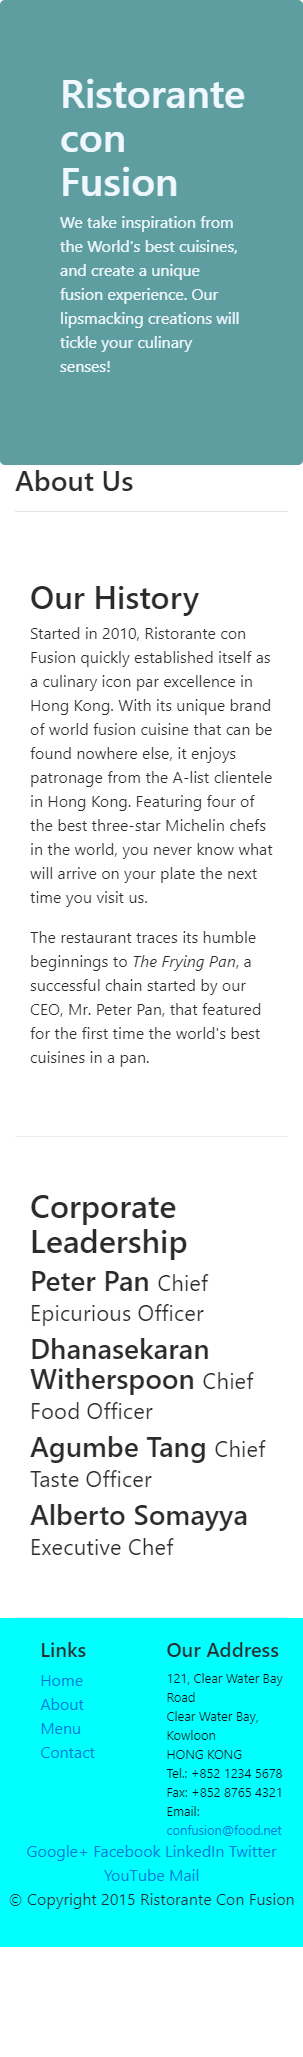 Ristorante
con
Fusion
We take inspiration from
the World's best cuisines,
and create a unique
fusion experience. Our
lipsmacking creations will
tickle your culinary
senses!
About Us
Our History
Started in 2010, Ristorante con
Fusion quickly established itself as
a culinary icon par excellence in
Hong Kong. With its unique brand
of world fusion cuisine that can be
found nowhere else, it enjoys
patronage from the A-list clientele
in Hong Kong. Featuring four of
the best three-star Michelin chefs
in the world, you never know what
will arrive on your plate the next
time you visit us.
The restaurant traces its humble
beginnings to The Frying Pan, a
successful chain started by our
CEO, Mr. Peter Pan, that featured
for the first time the world's best
cuisines in a pan.
Corporate
Leadership
Peter Pan Chief
Epicurious Officer
Dhanasekaran
Witherspoon Chief
Food Officer
Agumbe Tang Chief
Taste Officer
Alberto Somayya
Executive Chef
Links
Home
About
Menu
Contact
Our Address
121, Clear Water Bay
Road
Clear Water Bay,
Kowloon
HONG KONG
Tel.: +852 1234 5678
Fax: +852 8765 4321
Email:
confusion@food.net
Google+ Facebook LinkedIn Twitter
YouTube Mail
© Copyright 2015 Ristorante Con Fusion